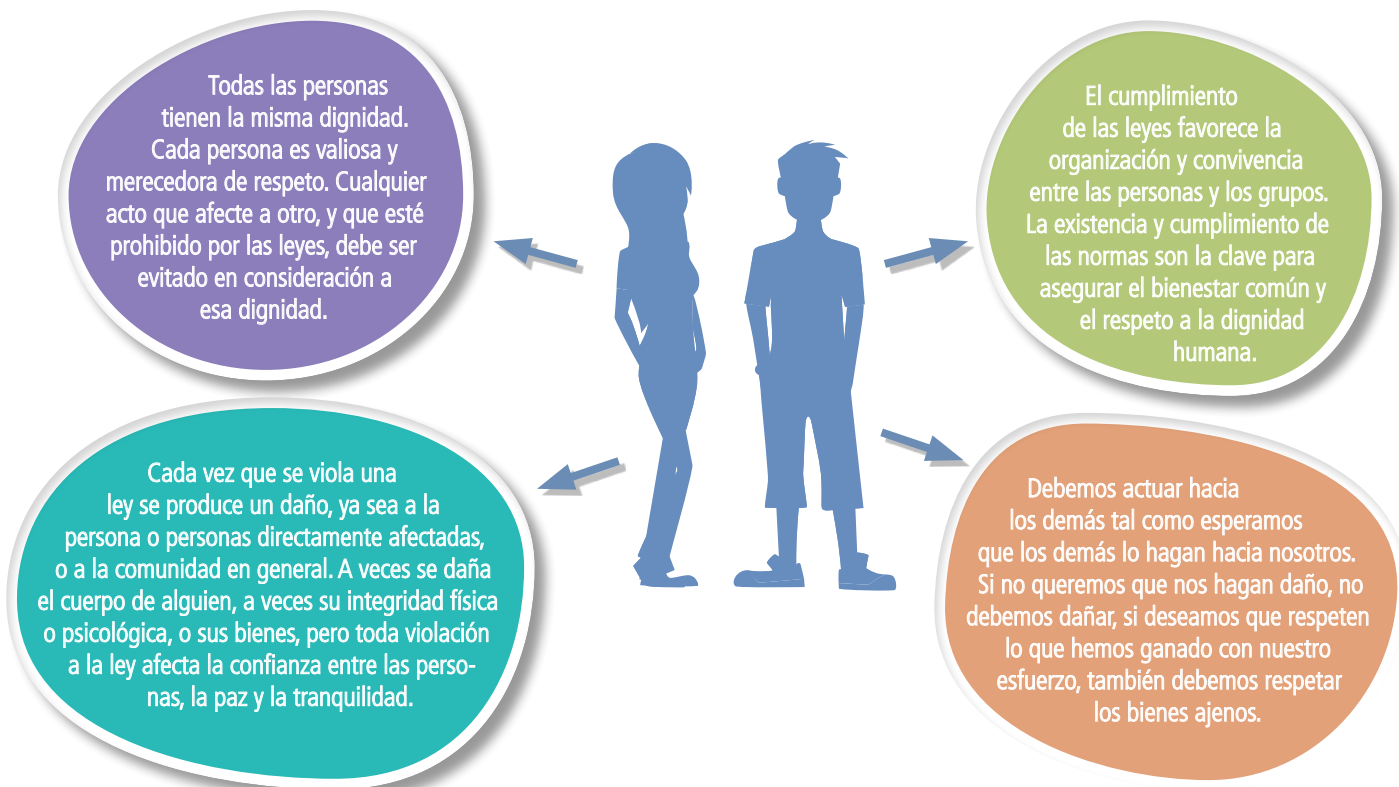 Todas las personas
tienen la misma dignidad.
Cada persona es valiosa y
merecedora de respeto. Cualquier
acto que afecte a otro, y que esté
prohibido por las leyes, debe ser
evitado en consideración a
esa dignidad.
El cumplimiento
de las leyes favorece la
organización y convivencia
entre las personas y los grupos.
La existencia y cumplimiento de
las normas son la clave para
asegurar el bienestar común y
el respeto a la dignidad
humana.
Cada vez que se viola una
ley se produce un daño, ya sea a la
persona o personas directamente afectadas,
o a la comunidad en general. A veces se daña
el cuerpo de alguien, a veces su integridad física
o psicológica, o sus bienes, pero toda violación
a la ley afecta la confianza entre las perso-
nas, la paz y la tranquilidad.
Debemos actuar hacia
los demás tal como esperamos
que los demás lo hagan hacia nosotros.
Si no queremos que nos hagan daño, no
debemos dañar, si deseamos que respeten
lo que hemos ganado con nuestro
esfuerzo, también debemos respetar
los bienes ajenos.